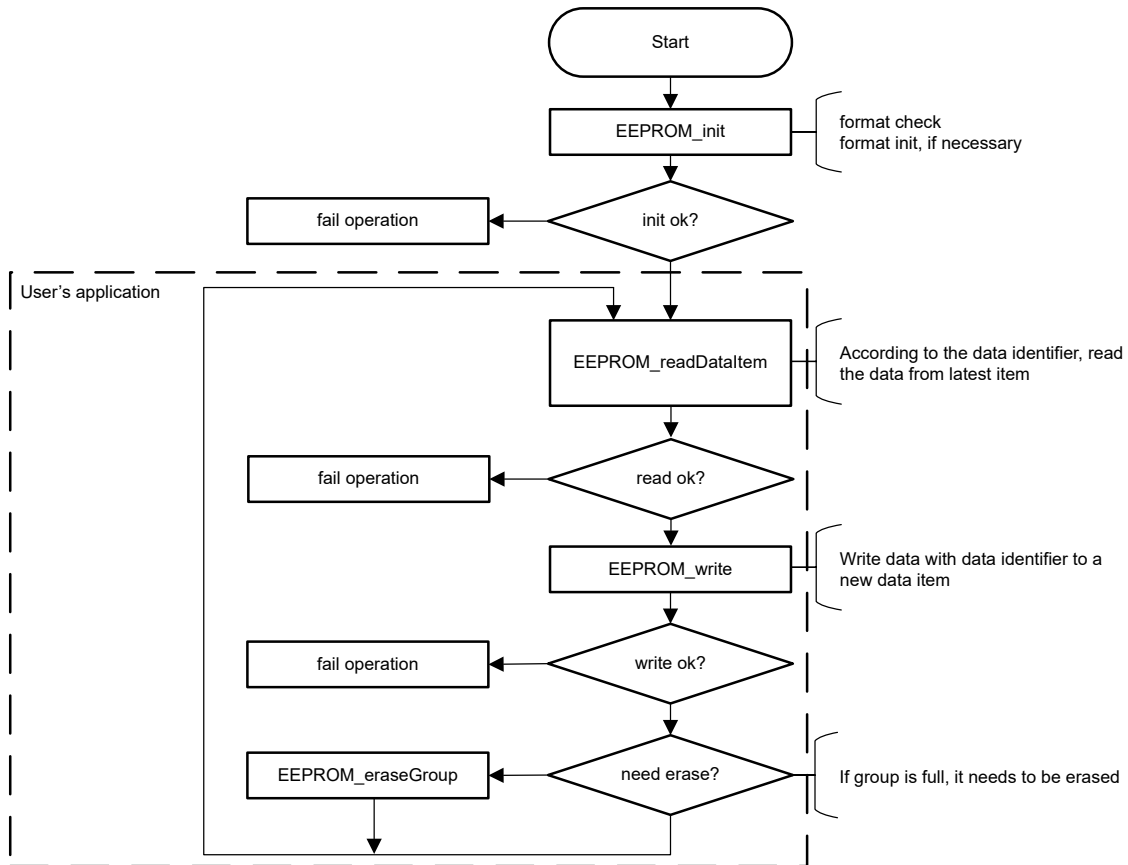 Start
EEPROM_init
format check
format init, if necessary
fail operation
init ok?
User’s application
EEPROM_readDataItem
According to the data identifier, read
the data from latest item
fail operation
read ok?
EEPROM_write
Write data with data identifier to a
new data item
fail operation
write ok?
EEPROM_eraseGroup
need erase?
If group is full, it needs to be erased